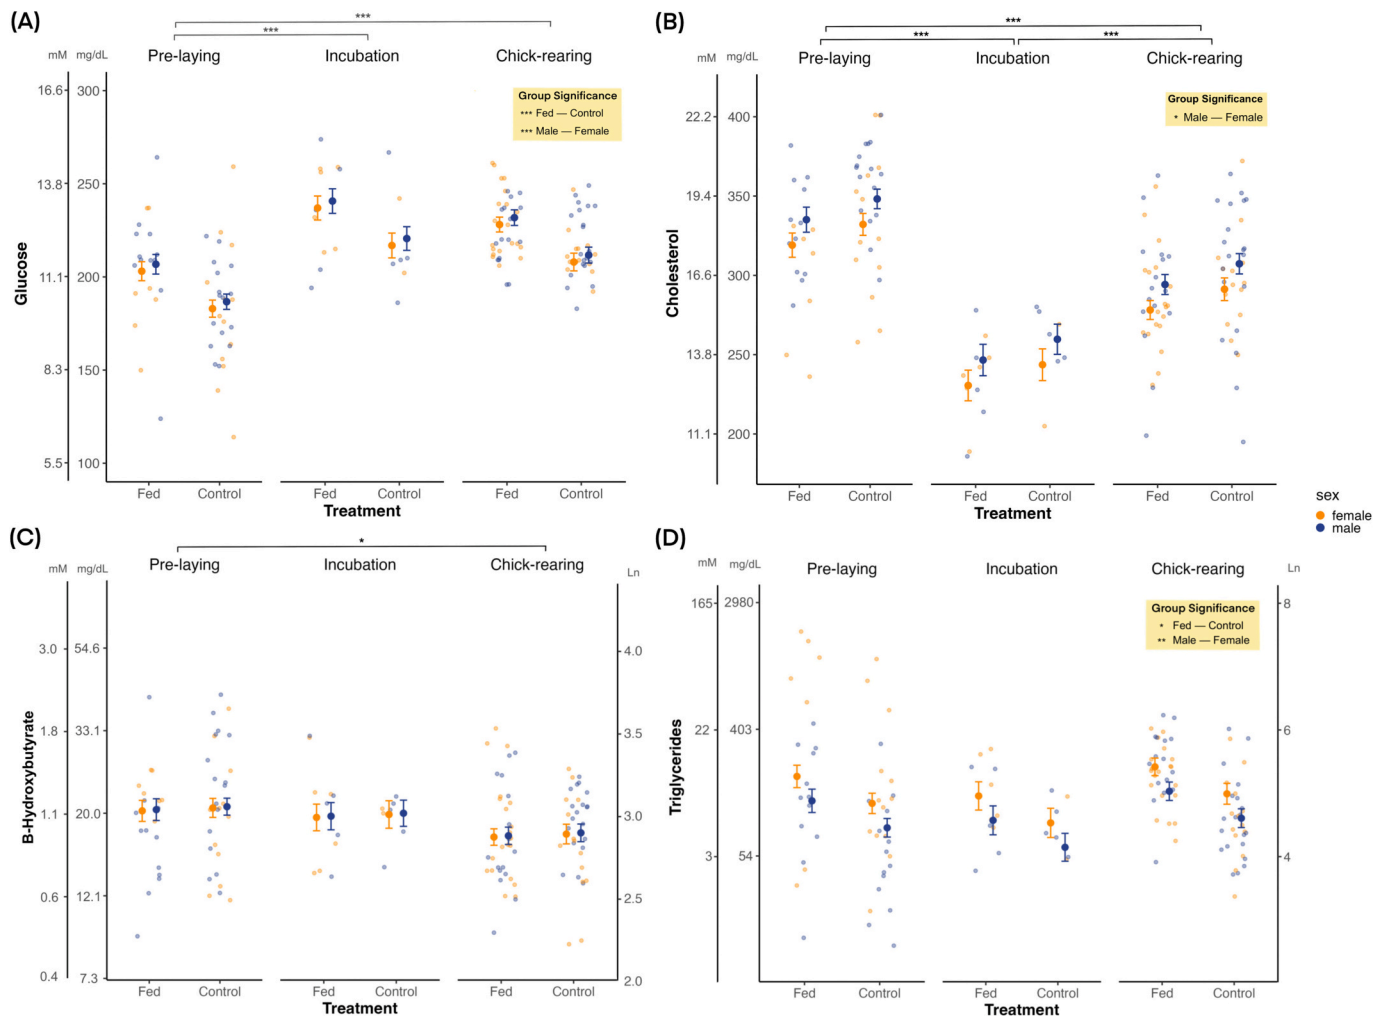 (A)
***
***
mM mg/dL Pre-laying Incubation Chick-rearing
Group Significance
*** Fed — Control
*** Male — Female
16.6 300
13.8 250
11.1 200
8.3 150
5.5 100
Glucose
Fed Control Fed Control Fed Control
Treatment
(B)
***
*** ***
mM mg/dL Pre-laying Incubation Chick-rearing
Group Significance
* Male — Female
22.2 400
19.4 350
16.6 300
13.8 250
11.1 200
Cholesterol
Fed Control Fed Control Fed Control
Treatment
sex
female
male
(C)
*
mM mg/dL Pre-laying Incubation Chick-rearing Ln
3.0 54.6 4.0
1.8 33.1 3.5
1.1 20.0 3.0
0.6 12.1 2.5
0.4 7.3 2.0
B-Hydroxybutyrate
Fed Control Fed Control Fed Control
Treatment
(D)
mM mg/dL Pre-laying Incubation Chick-rearing Ln
Group Significance
* Fed — Control
** Male — Female
165 2980 8
22 403 6
3 54 4
Triglycerides
Fed Control Fed Control Fed Control
Treatment